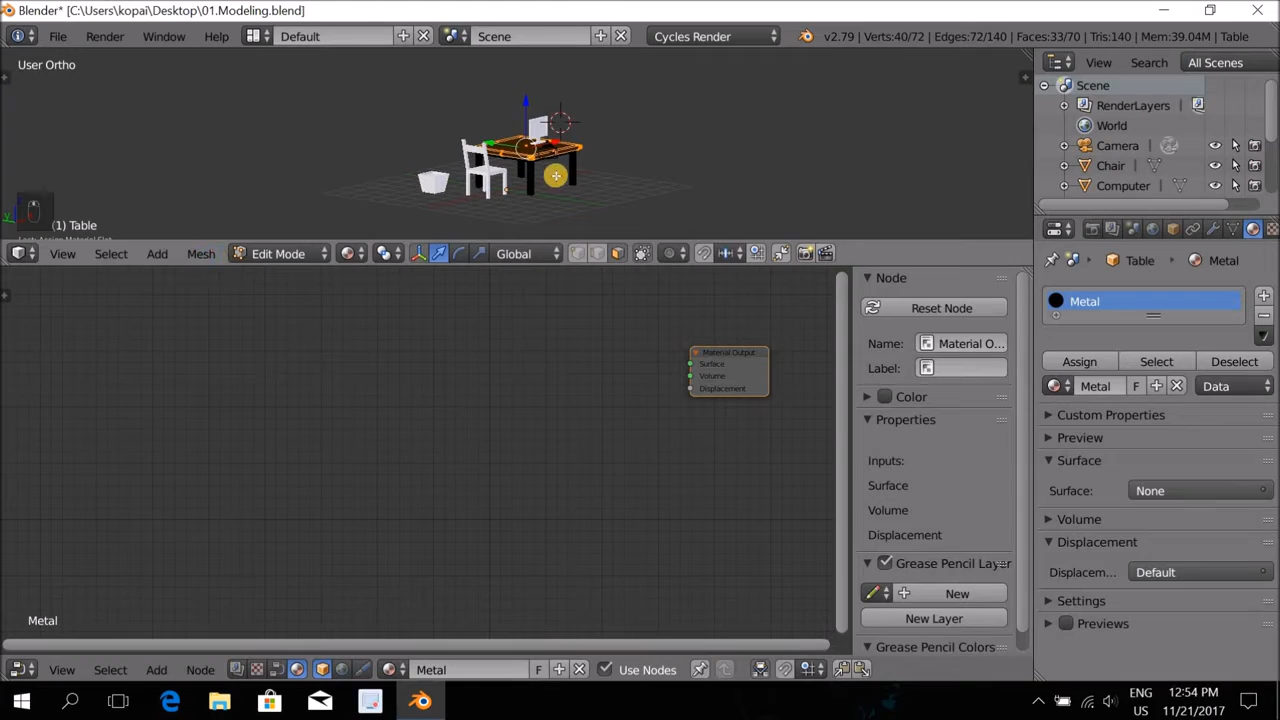 Blender* [C:\Users\kopai\Desktop\01.Modeling.blend]
File Render Window Help Default Scene Cycles Render v2.79 | Verts:40/72 | Edges:72/140 | Faces:33/70 | Tris:140 | Mem:39.04M | Table
User Ortho
(1) Table
View Select Add Mesh Edit Mode Global
Material Output
Surface
Volume
Displacement
Metal
Node
Reset Node
Name: Material O...
Label:
Color
Properties
Inputs:
Surface
Volume
Displacement
Grease Pencil Layer
New
New Layer
Grease Pencil Colors
View Select Add Node Metal F Use Nodes
View Search All Scenes
Scene
RenderLayers
World
Camera
Chair
Computer
Table Metal
Metal
Assign Select Deselect
Metal F Data
Custom Properties
Preview
Surface
Surface: None
Volume
Displacement
Displacem... Default
Settings
Previews
ENG 12:54 PM
US 11/21/2017